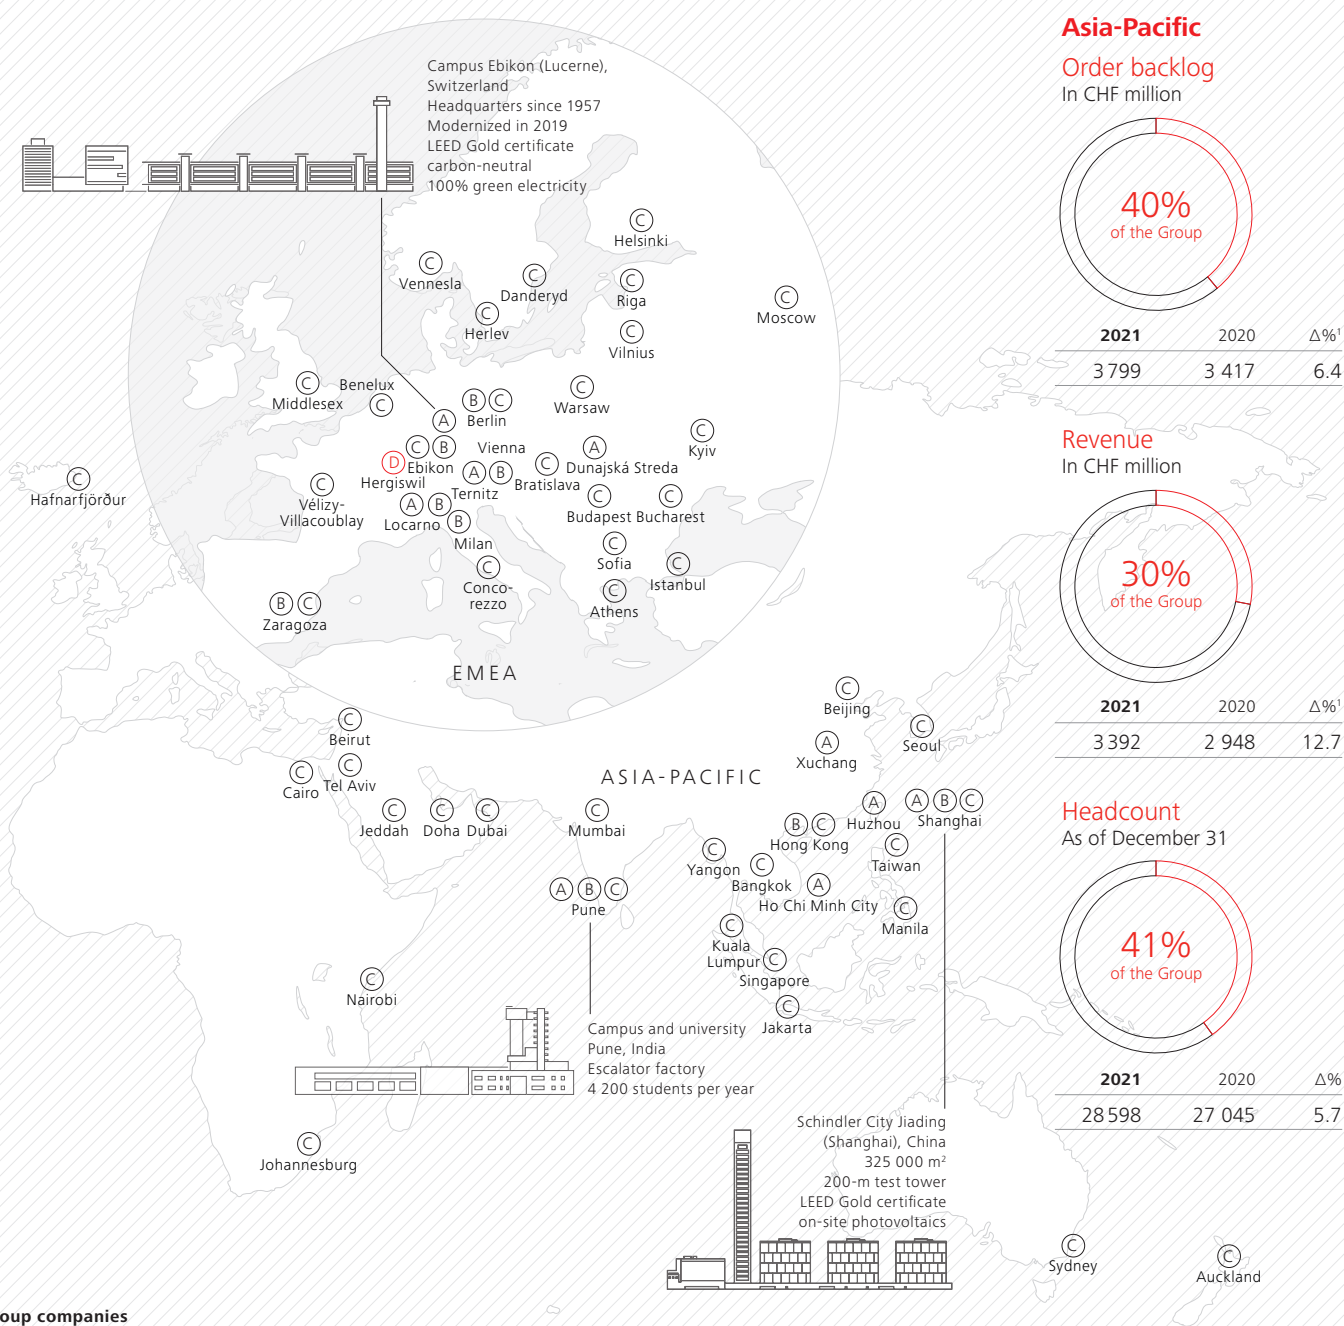 Campus Ebikon (Lucerne),
Switzerland
Headquarters since 1957
Modernized in 2019
LEED Gold certificate
carbon-neutral
100% green electricity
C
Helsinki
C
Vennesla
C
Danderyd
C
Riga
C
Moscow
C
Herlev
C
Vilnius
C
Middlesex
Benelux
C
B C
Berlin
C
Warsaw
A
C B
Ebikon
D
Hergiswil
Vienna
A B
Ternitz
C
Bratislava
A
Dunajská Streda
C
Kyiv
C
Hafnarfjörður
C
Vélizy-
Villacoublay
A B
Locarno
B
Milan
C
Budapest
C
Bucharest
C
Sofia
C
Istanbul
C
Conco-
rezzo
C
Athens
B C
Zaragoza
EMEA
C
Beirut
C
Cairo
C
Tel Aviv
C
Jeddah
C
Doha
C
Dubai
ASIA-PACIFIC
C
Beijing
C
Seoul
A
Xuchang
C
Mumbai
B C
Hong Kong
A
Huzhou
A B C
Shanghai
C
Yangon
C
Bangkok
C
Taiwan
A B C
Pune
A
Ho Chi Minh City
C
Manila
C
Kuala
Lumpur
C
Singapore
C
Jakarta
C
Nairobi
Campus and university
Pune, India
Escalator factory
4 200 students per year
C
Johannesburg
Schindler City Jiading
(Shanghai), China
325 000 m²
200-m test tower
LEED Gold certificate
on-site photovoltaics
C
Sydney
C
Auckland
oup companies
Asia-Pacific
Order backlog
In CHF million
40%
of the Group
2021 2020 Δ%¹
3 799 3 417 6.4
Revenue
In CHF million
30%
of the Group
2021 2020 Δ%¹
3 392 2 948 12.7
Headcount
As of December 31
41%
of the Group
2021 2020 Δ%
28 598 27 045 5.7